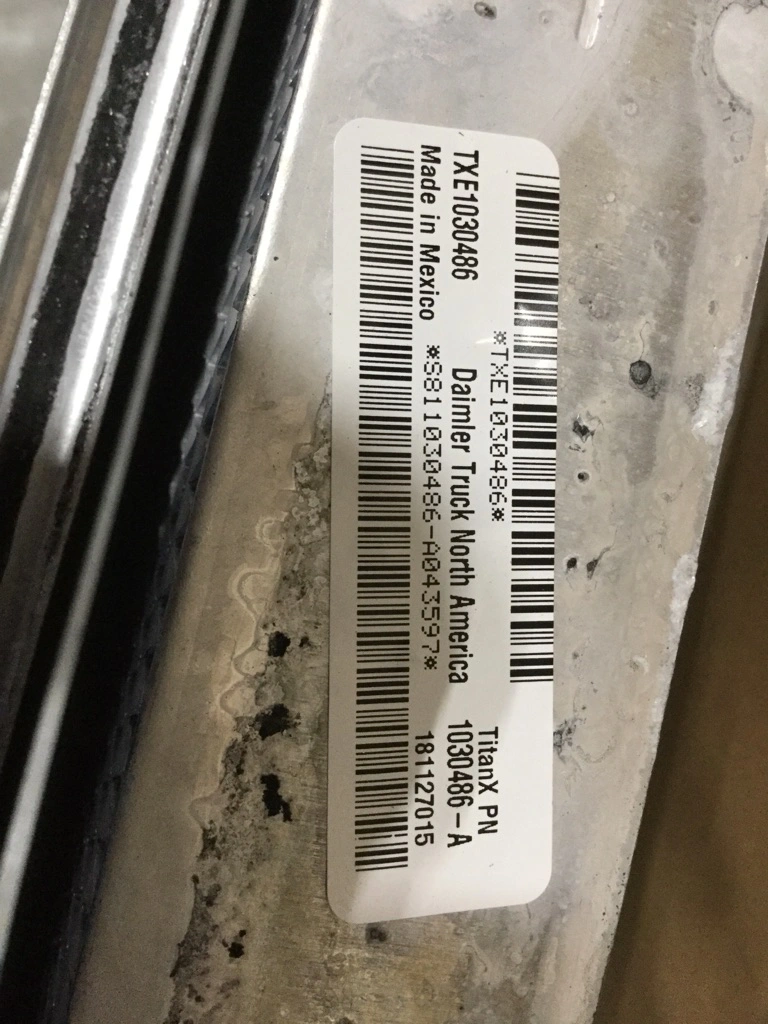 *TXE1030486*
TitanX PN
TXE1030486 Daimler Truck North America 1030486-A
Made in Mexico *S811030486-A043597* 181127015